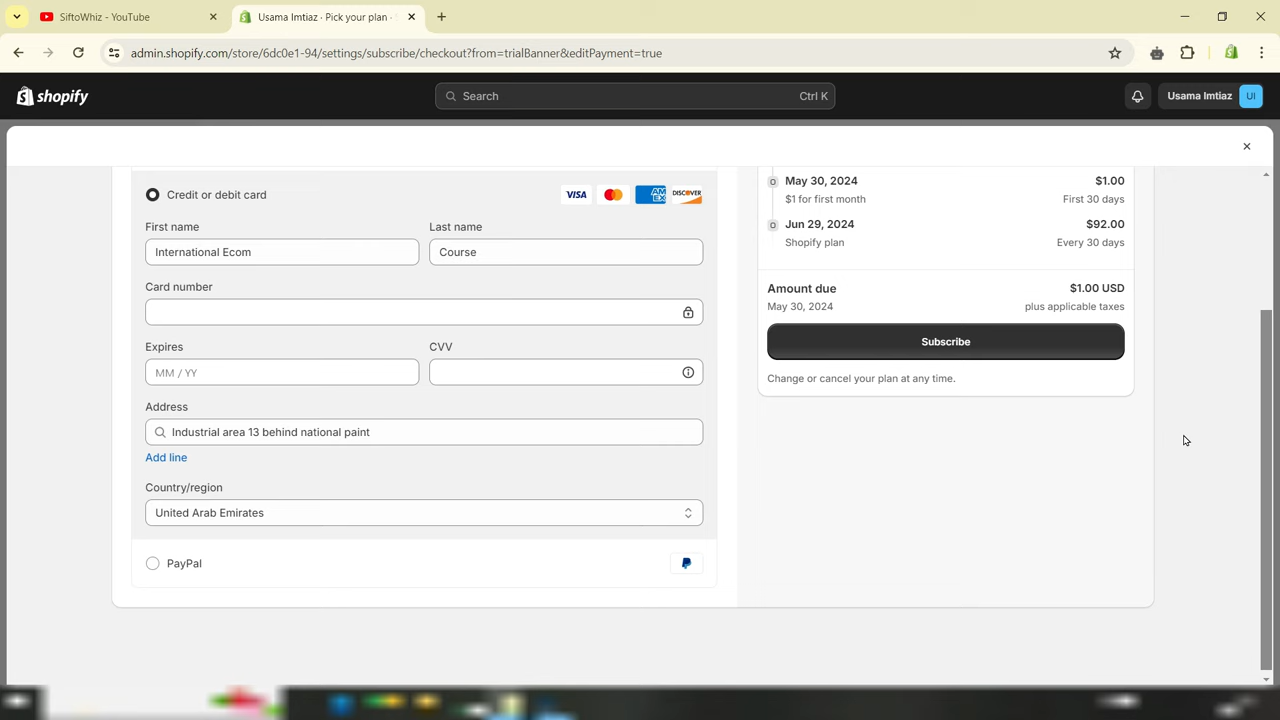 SiftoWhiz - YouTube
Usama Imtiaz · Pick your plan ·
admin.shopify.com/store/6dc0e1-94/settings/subscribe/checkout?from=trialBanner&editPayment=true
shopify
Search
Ctrl K
Usama Imtiaz
UI
Credit or debit card
VISA
AM EX
DISCOVER
First name
Last name
International Ecom
Course
Card number
Expires
CVV
MM / YY
Address
Industrial area 13 behind national paint
Add line
Country/region
United Arab Emirates
PayPal
May 30, 2024
$1.00
$1 for first month
First 30 days
Jun 29, 2024
$92.00
Shopify plan
Every 30 days
Amount due
$1.00 USD
May 30, 2024
plus applicable taxes
Subscribe
Change or cancel your plan at any time.